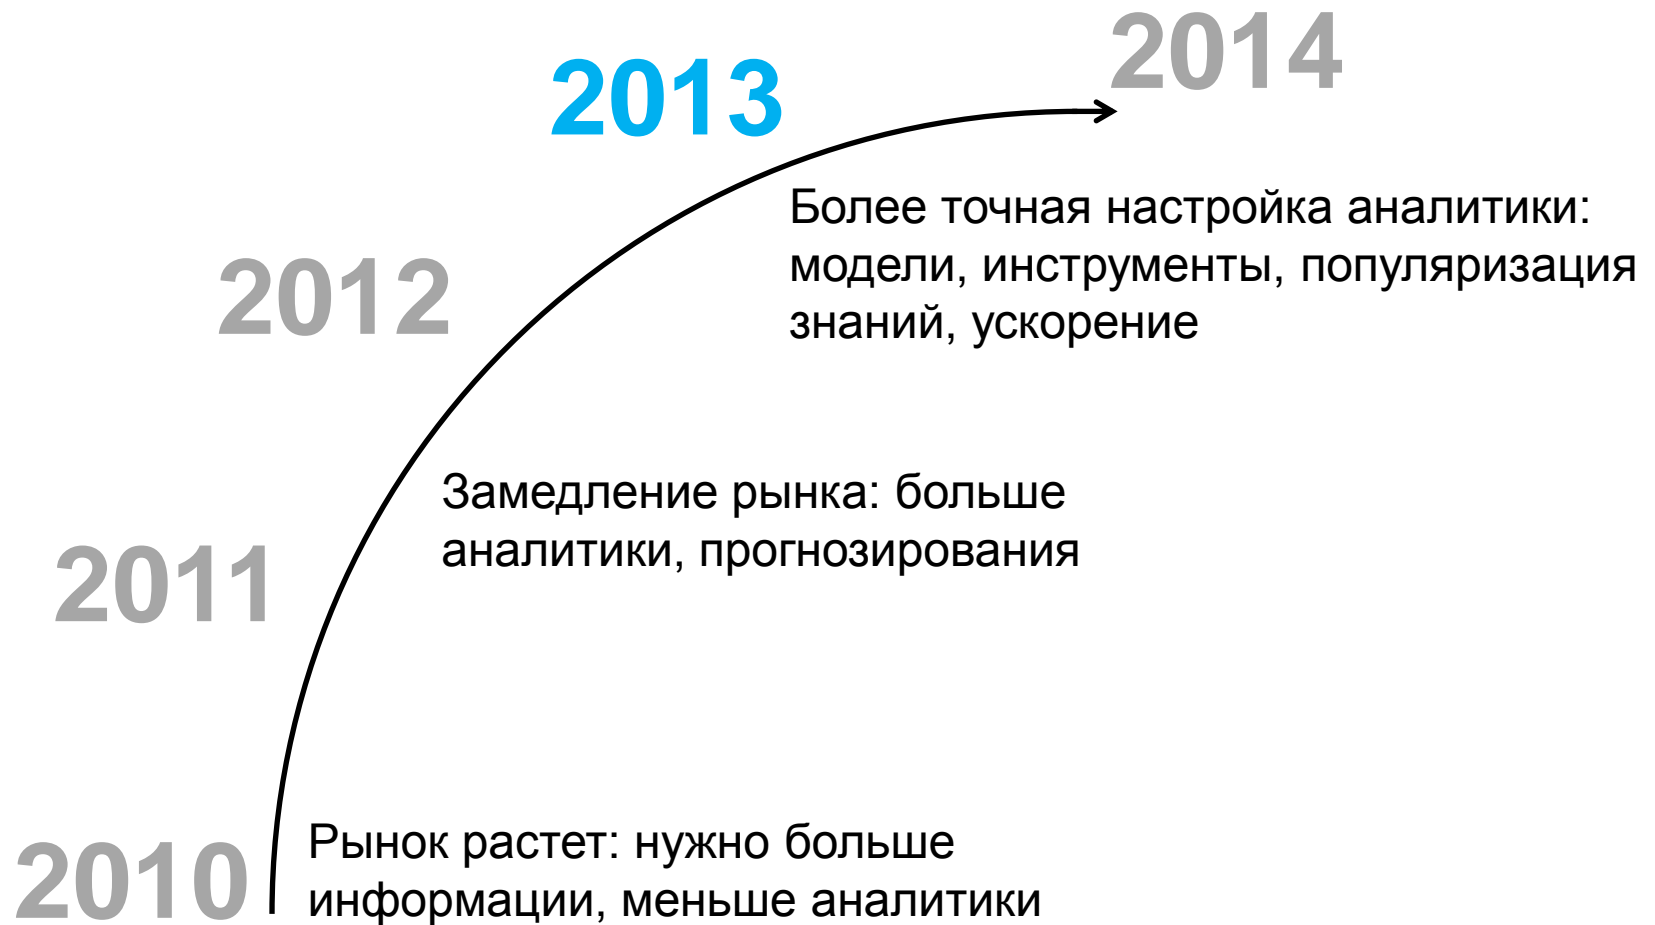 2014
2013
Более точная настройка аналитики:
модели, инструменты, популяризация
знаний, ускорение
2012
Замедление рынка: больше
аналитики, прогнозирования
2011
Рынок растет: нужно больше
информации, меньше аналитики
2010